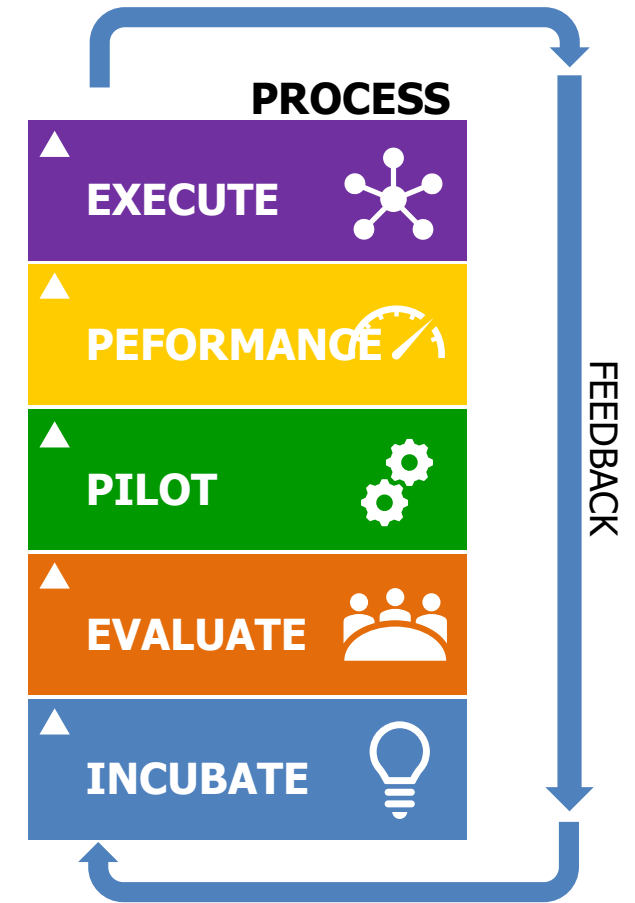 PROCESS
EXECUTE
PEFORMANCE
PILOT
EVALUATE
INCUBATE
FEEDBACK